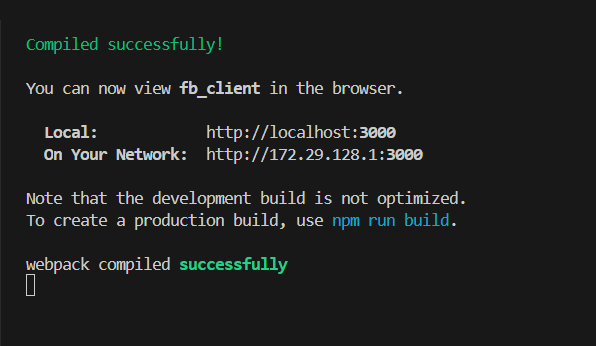 Compiled successfully!
You can now view fb_client in the browser.
Local: http://localhost:3000
On Your Network: http://172.29.128.1:3000
Note that the development build is not optimized.
To create a production build, use npm run build.
webpack compiled successfully